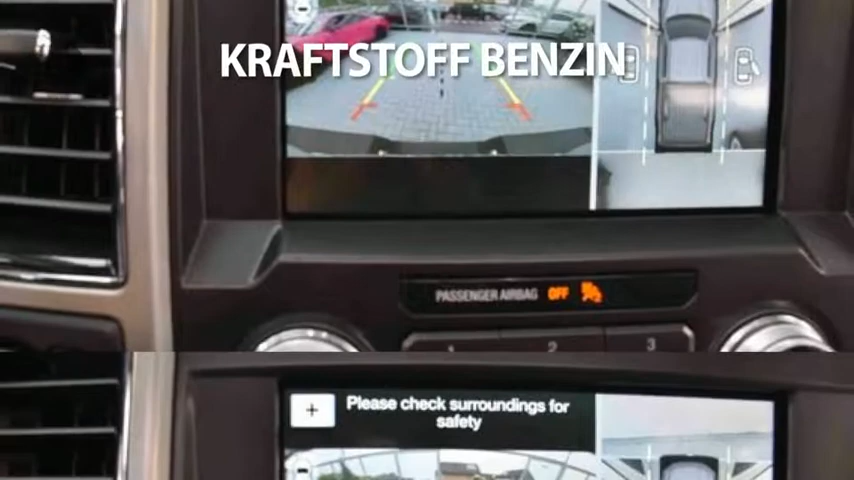 KRAFTSTOFF BENZIN
PASSENGER AIRBAG OFF
1 2 3
+ Please check surroundings for
safety